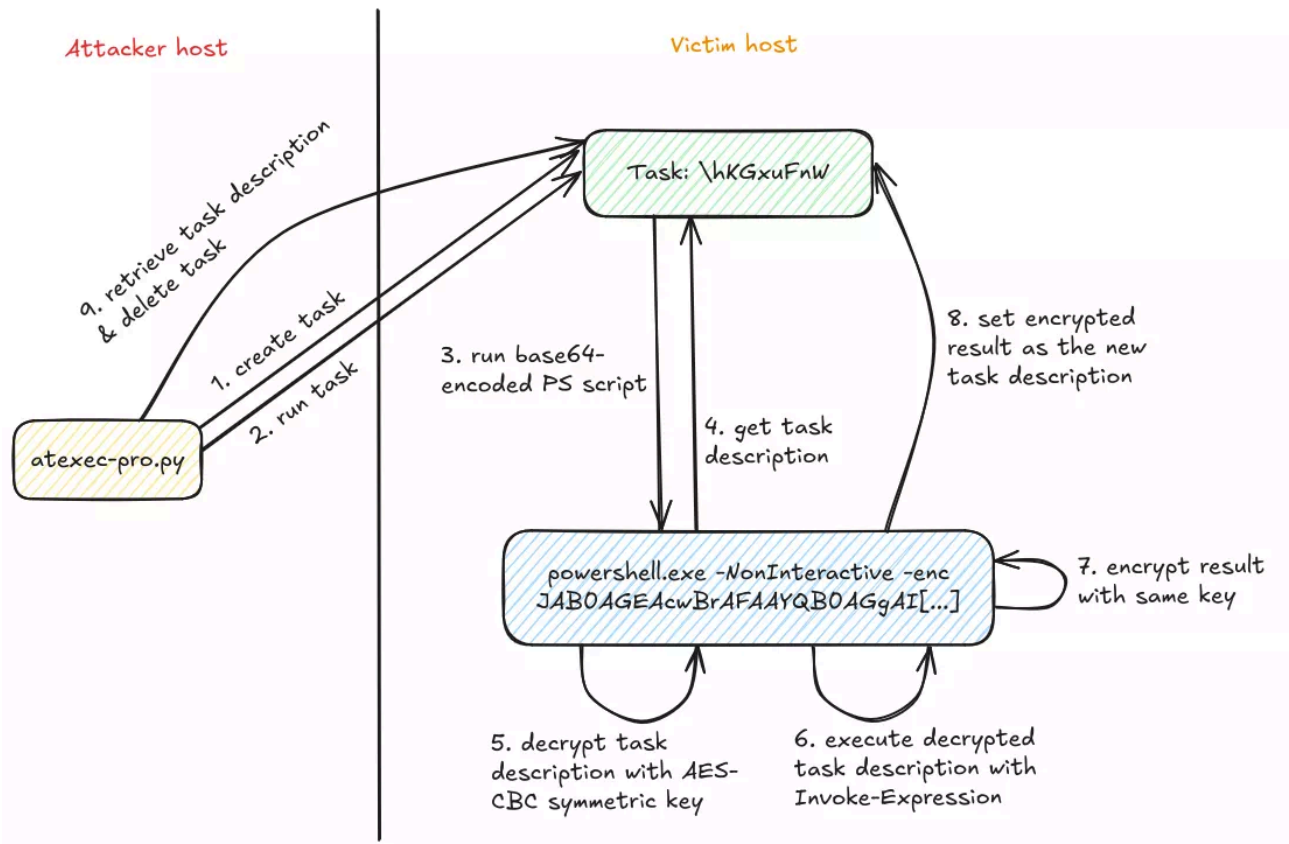 Attacker host
Victim host
Task: \hKGxuFnW
9. retrieve task description
& delete task
1. create task
2. run task
atexec-pro.py
3. run base64-
encoded PS script
4. get task
description
8. set encrypted
result as the new
task description
powershell.exe -NonInteractive -enc
JAB0AGEAcwBrAFAAYQB0AGgAI[...]
7. encrypt result
with same key
5. decrypt task
description with AES-
CBC symmetric key
6. execute decrypted
task description with
Invoke-Expression